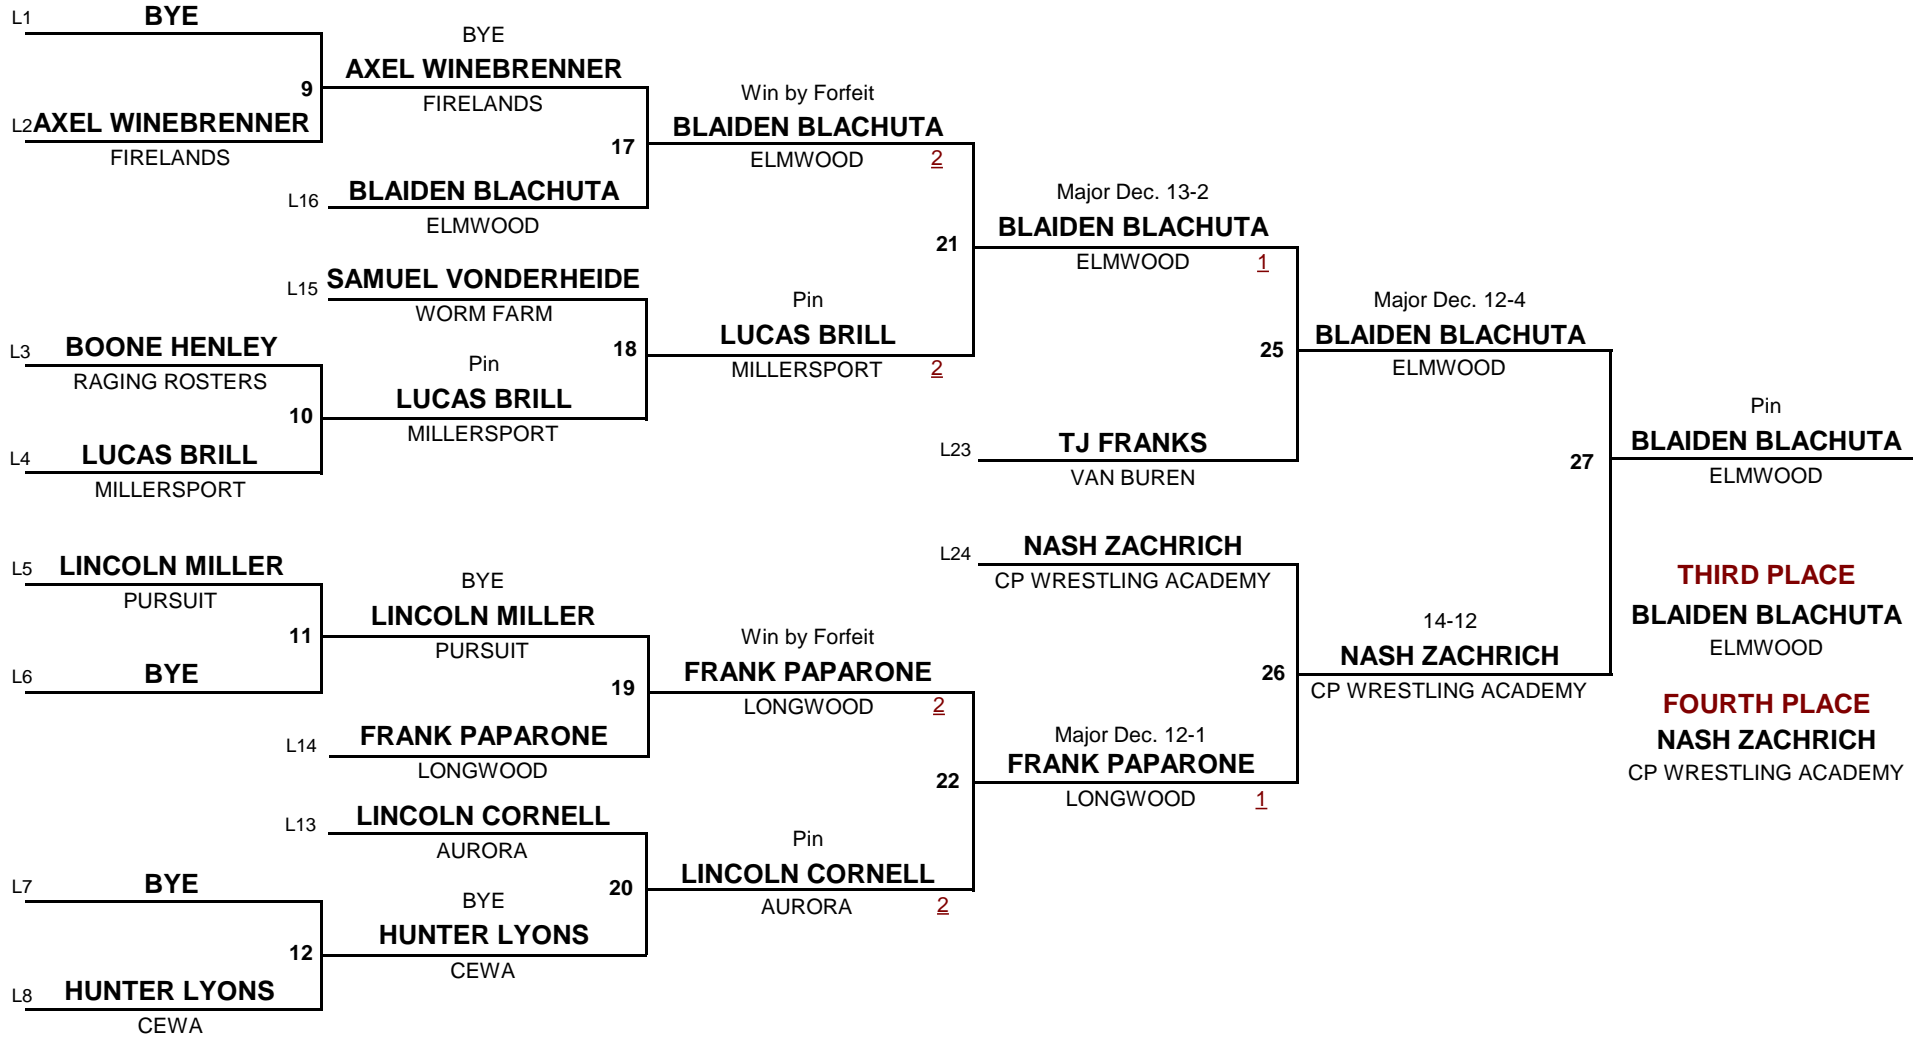 L1 BYE
BYE
AXEL WINEBRENNER
9
FIRELANDS
L2 AXEL WINEBRENNER
FIRELANDS
Win by Forfeit
BLAIDEN BLACHUTA
17
ELMWOOD 2
L16 BLAIDEN BLACHUTA
ELMWOOD
Major Dec. 13-2
BLAIDEN BLACHUTA
21
ELMWOOD 1
L15 SAMUEL VONDERHEIDE
WORM FARM
Pin
LUCAS BRILL
18
MILLERSPORT 2
L3 BOONE HENLEY
RAGING ROSTERS
Pin
LUCAS BRILL
10
MILLERSPORT
L4 LUCAS BRILL
MILLERSPORT
Major Dec. 12-4
BLAIDEN BLACHUTA
25
ELMWOOD
L23 TJ FRANKS
VAN BUREN
Pin
BLAIDEN BLACHUTA
27
ELMWOOD
L24 NASH ZACHRICH
CP WRESTLING ACADEMY
L5 LINCOLN MILLER
PURSUIT
BYE
LINCOLN MILLER
11
PURSUIT
L6 BYE
Win by Forfeit
FRANK PAPARONE
19
LONGWOOD 2
L14 FRANK PAPARONE
LONGWOOD
14-12
NASH ZACHRICH
26
CP WRESTLING ACADEMY
Major Dec. 12-1
FRANK PAPARONE
22
LONGWOOD 1
L13 LINCOLN CORNELL
AURORA
Pin
LINCOLN CORNELL
20
AURORA 2
L7 BYE
BYE
HUNTER LYONS
12
CEWA
L8 HUNTER LYONS
CEWA
THIRD PLACE
BLAIDEN BLACHUTA
ELMWOOD
FOURTH PLACE
NASH ZACHRICH
CP WRESTLING ACADEMY